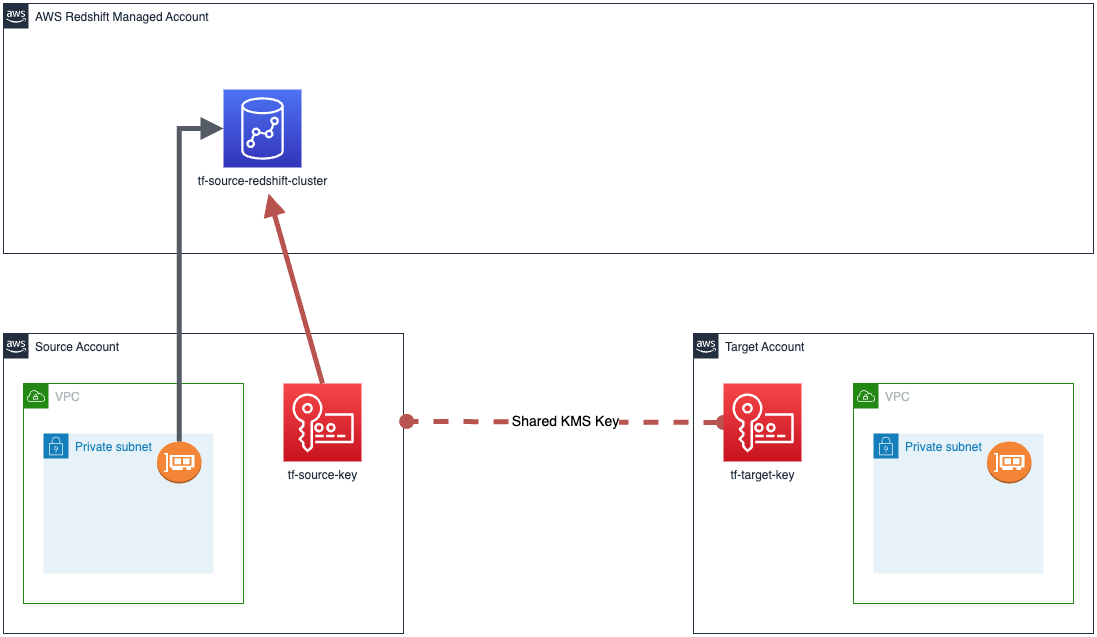 aws
AWS Redshift Managed Account
tf-source-redshift-cluster
aws
Source Account
aws
Target Account
VPC
VPC
Shared KMS Key
Private subnet
Private subnet
tf-source-key
tf-target-key